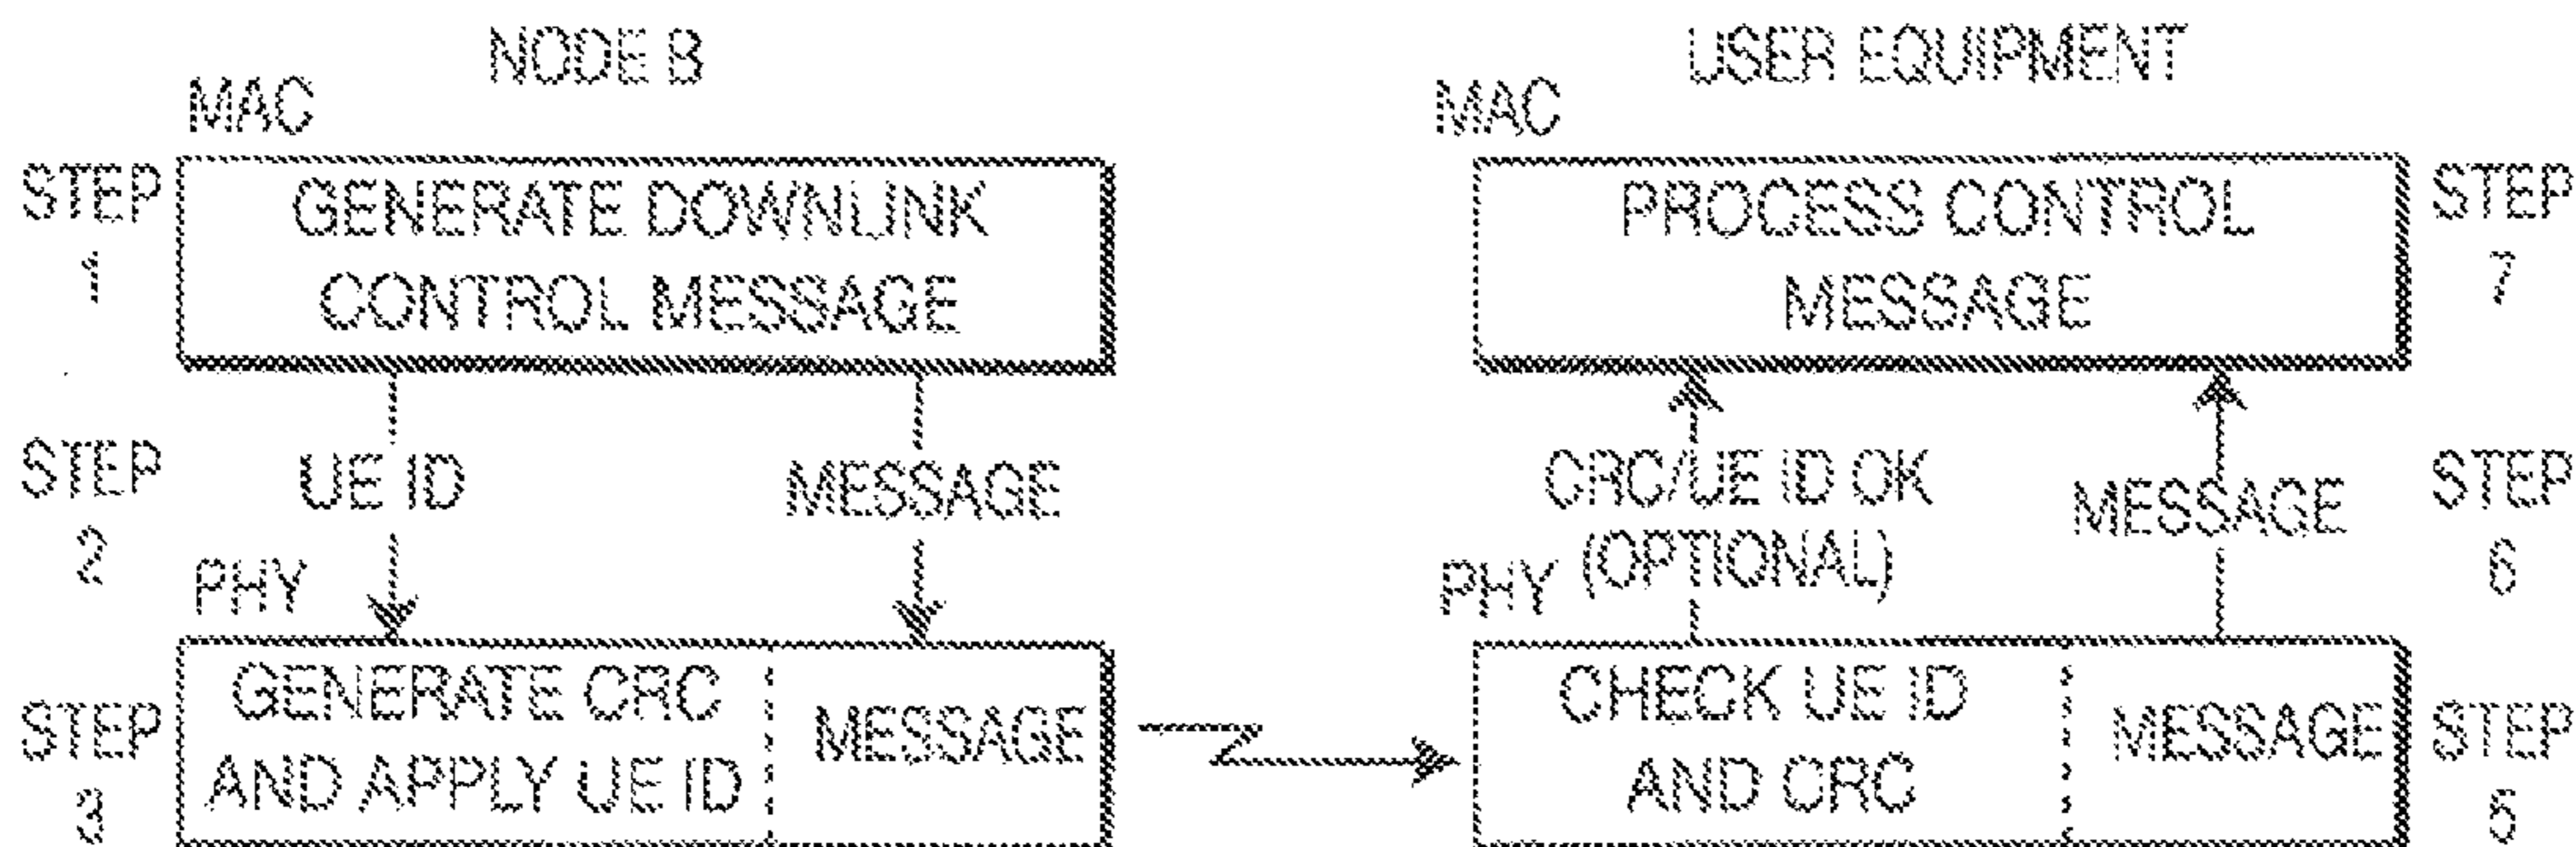 NODE B
USER EQUIPMENT
MAC
MAC
STEP
1
GENERATE DOWNLINK
CONTROL MESSAGE
PROCESS CONTROL
MESSAGE
STEP
7
STEP
2
UE ID
MESSAGE
CRC/UE ID OK
(OPTIONAL)
MESSAGE
STEP
6
PHY
PHY
STEP
3
GENERATE CRC
AND APPLY UE ID
MESSAGE
CHECK UE ID
AND CRC
MESSAGE
STEP
5